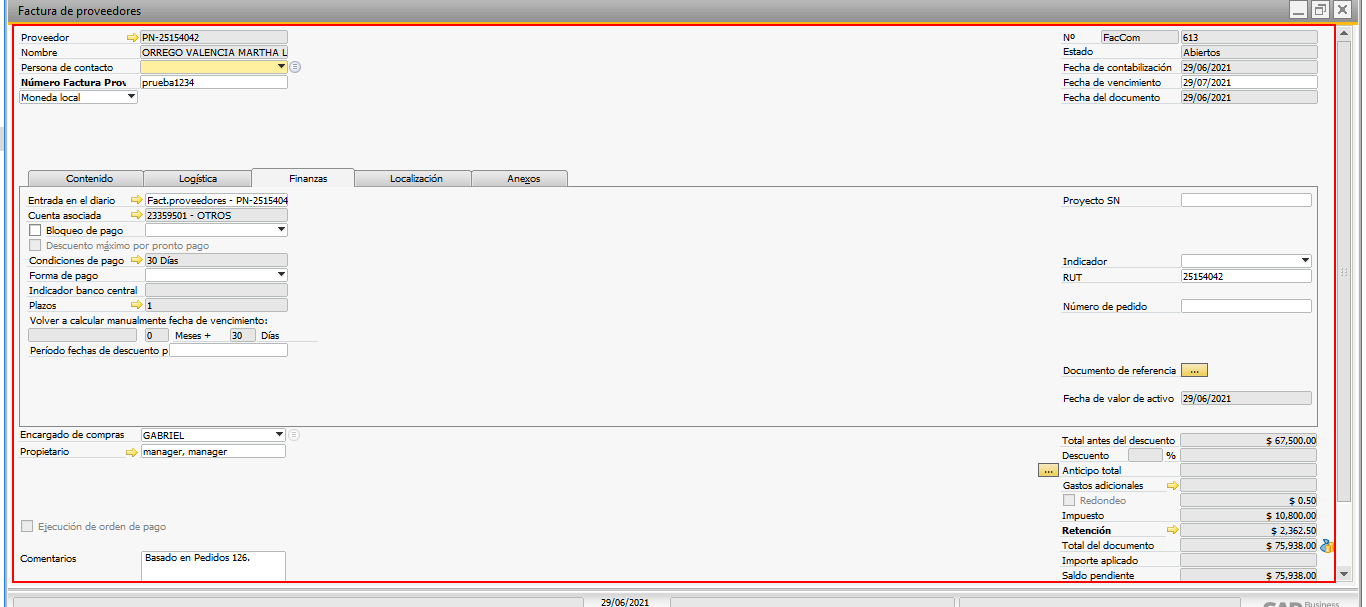 Factura de proveedores
Proveedor PN-25154042
Nombre ORREGO VALENCIA MARTHA L
Persona de contacto
Número Factura Prov prueba1234
Moneda local
Nº FacCom 613
Estado Abiertos
Fecha de contabilización 29/06/2021
Fecha de vencimiento 29/07/2021
Fecha del documento 29/06/2021
Contenido Logística Finanzas Localización Anexos
Entrada en el diario Fact.proveedores - PN-2515404
Cuenta asociada 23359501 - OTROS
Bloqueo de pago
Descuento máximo por pronto pago
Condiciones de pago 30 Días
Forma de pago
Indicador banco central
Plazos 1
Volver a calcular manualmente fecha de vencimiento:
0 Meses + 30 Días
Período fechas de descuento p
Proyecto SN
Indicador
RUT 25154042
Número de pedido
Documento de referencia ...
Fecha de valor de activo 29/06/2021
Encargado de compras GABRIEL
Propietario manager, manager
Ejecución de orden de pago
Comentarios Basado en Pedidos 126.
Total antes del descuento $ 67,500.00
Descuento %
... Anticipo total
Gastos adicionales
Redondeo $ 0.50
Impuesto $ 10,800.00
Retención $ 2,362.50
Total del documento $ 75,938.00
Importe aplicado
Saldo pendiente $ 75,938.00
29/06/2021
Business